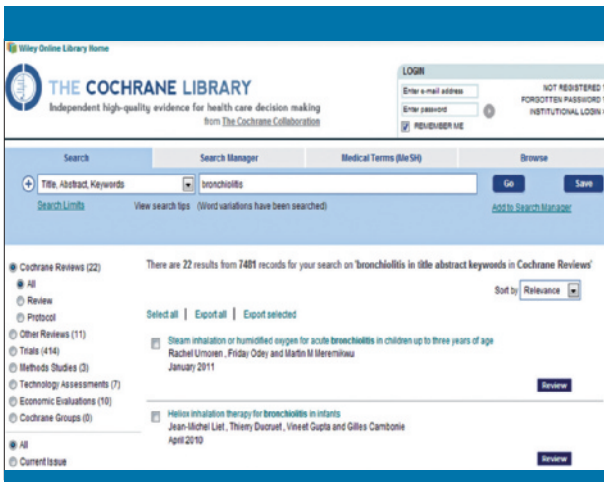 Wiley Online Library Home
THE COCHRANE LIBRARY
Independent high-quality evidence for health care decision making
from The Cochrane Collaboration
LOGIN
Enter e-mail address
Enter password
REMEMBER ME
NOT REGISTERED ?
FORGOTTEN PASSWORD ?
INSTITUTIONAL LOGIN
Search
Search Manager
Medical Terms (MeSH)
Browse
Title, Abstract, Keywords
bronchiolitis
Go
Save
Search Limits
View search tips
(Word variations have been searched)
Add to Search Manager
Cochrane Reviews (22)
All
Review
Protocol
Other Reviews (11)
Trials (414)
Methods Studies (3)
Technology Assessments (7)
Economic Evaluations (10)
Cochrane Groups (0)
All
Current Issue
There are 22 results from 7481 records for your search on 'bronchiolitis in title abstract keywords in Cochrane Reviews'
Sort by Relevance
Select all | Export all | Export selected
Steam inhalation or humidified oxygen for acute bronchiolitis in children up to three years of age
Rachel Umoren , Friday Odey and Martin M Meremikwu
January 2011
Review
Heliox inhalation therapy for bronchiolitis in infants
Jean-Michel Liet , Thierry Ducruet , Vineet Gupta and Gilles Cambonie
April 2010
Review